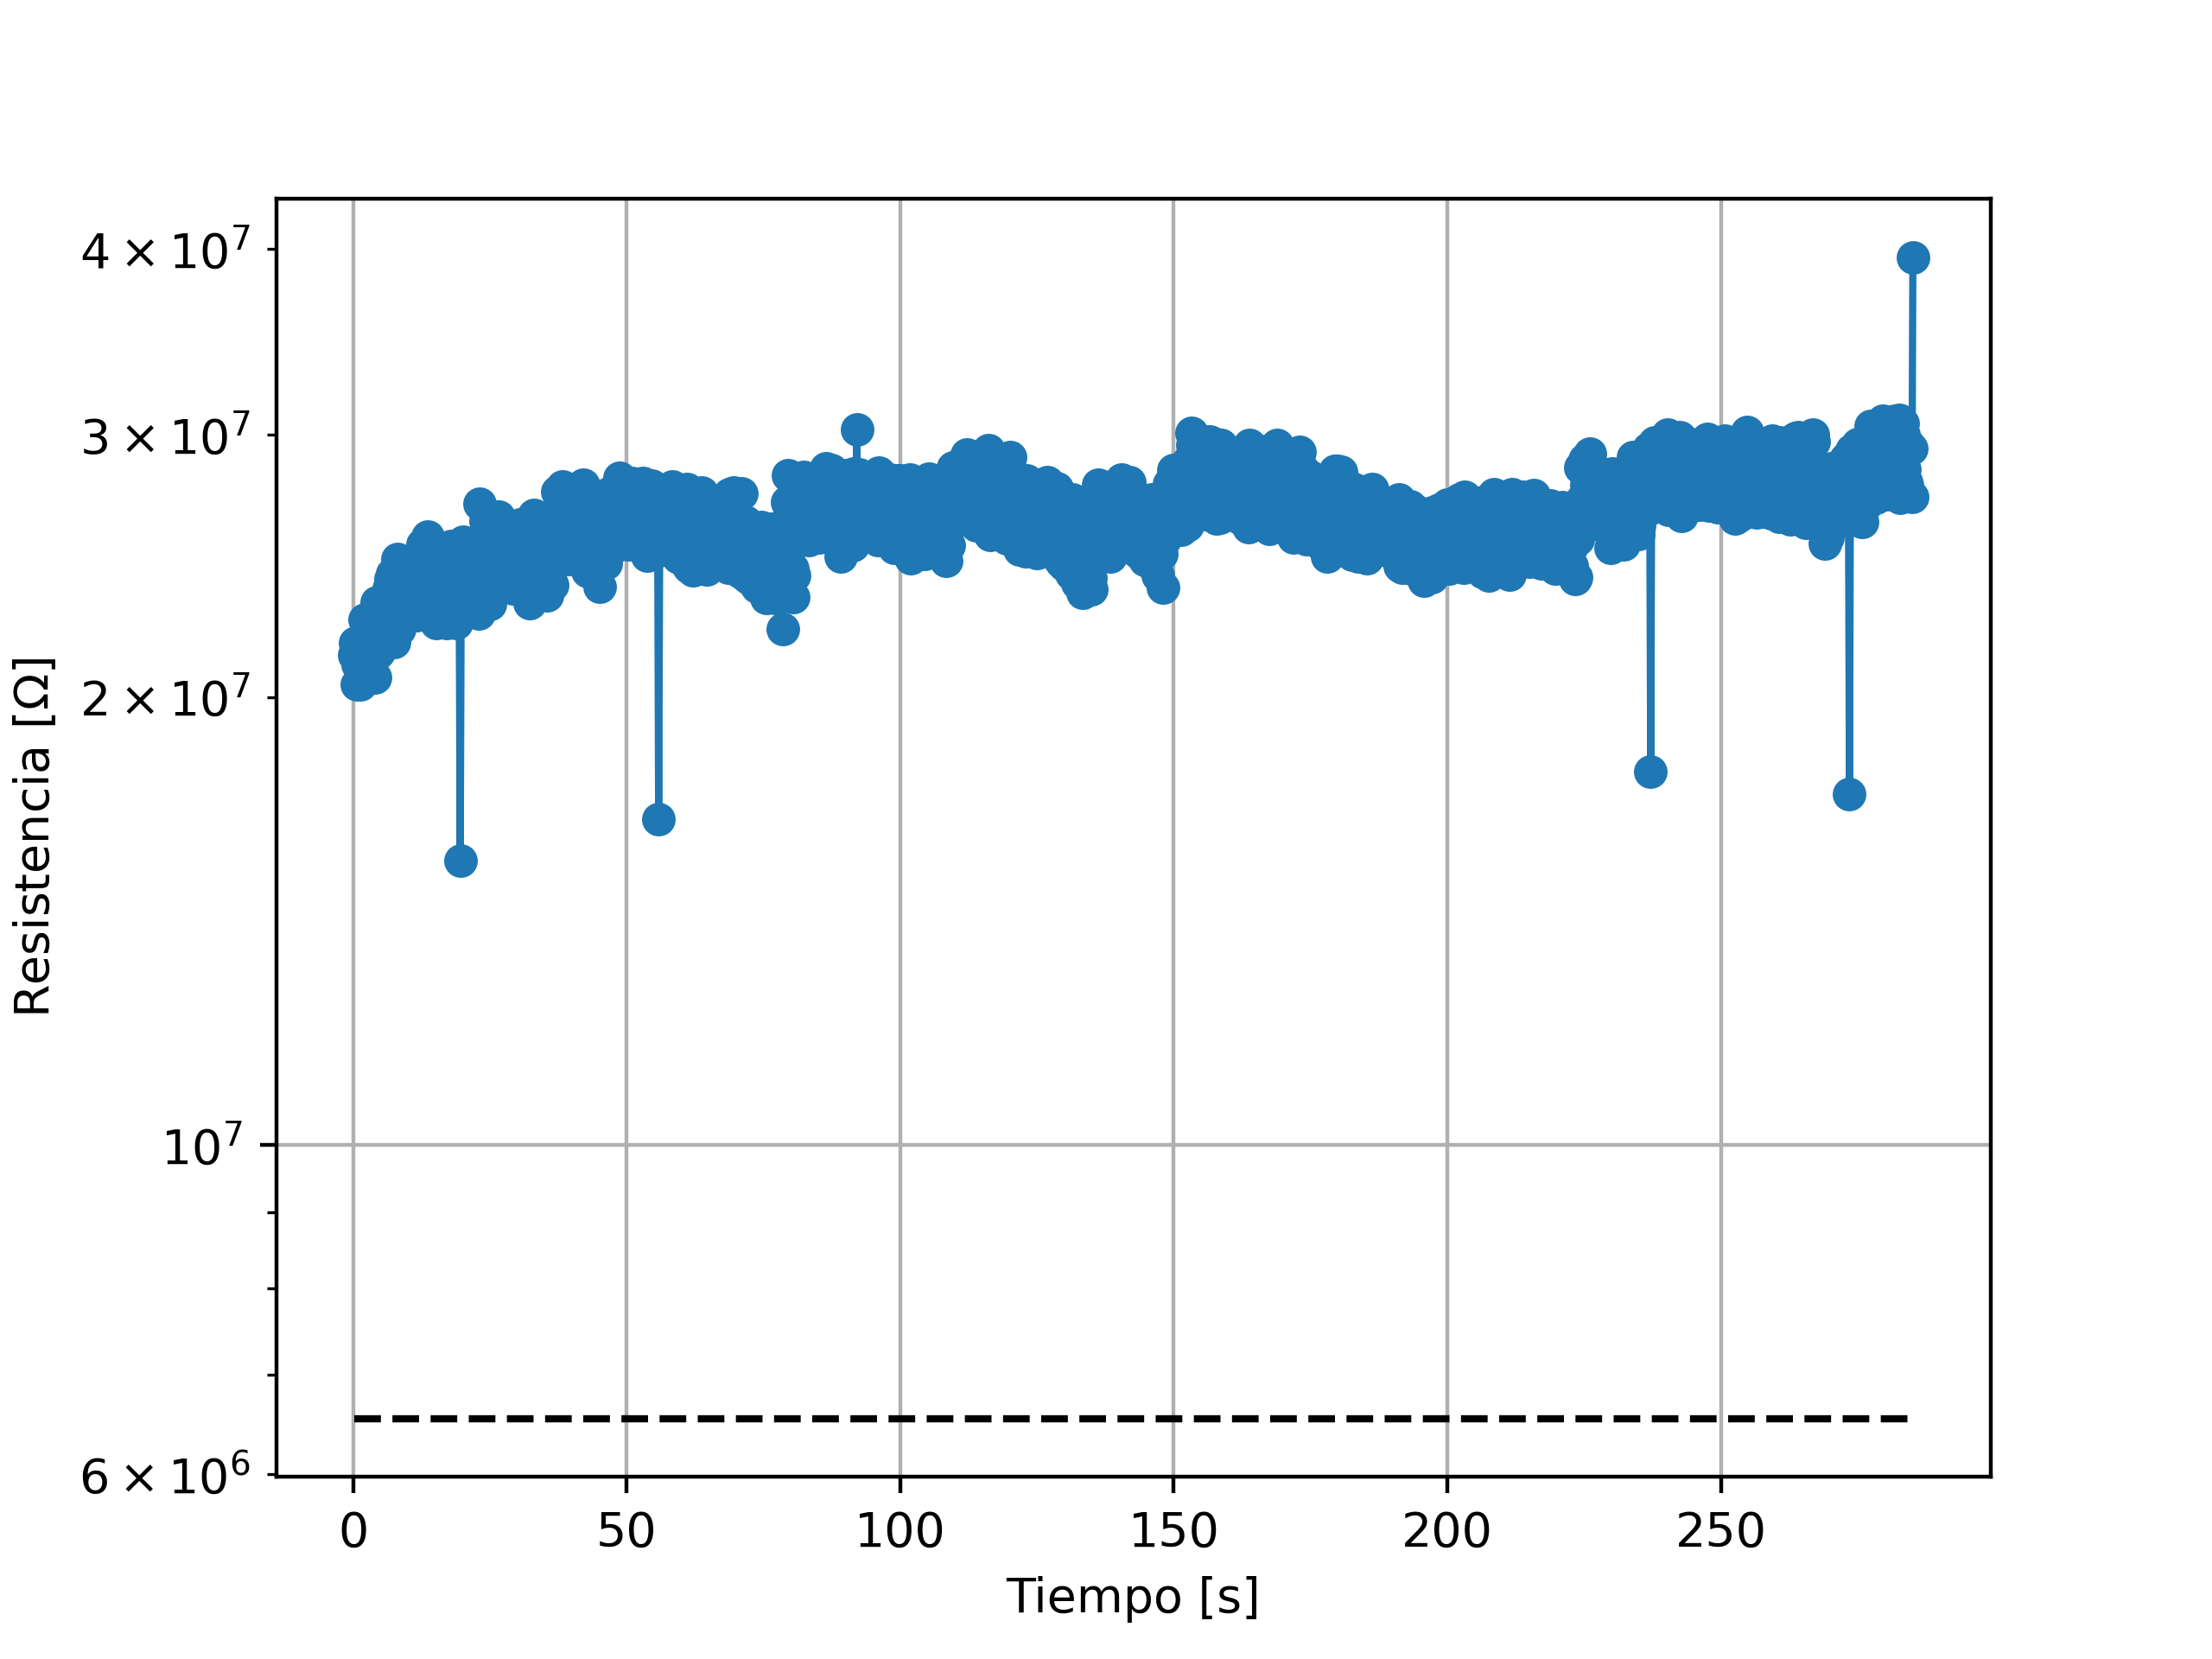 4 × 10⁷
3 × 10⁷
2 × 10⁷
10⁷
6 × 10⁶
Resistencia [Ω]
0 50 100 150 200 250
Tiempo [s]